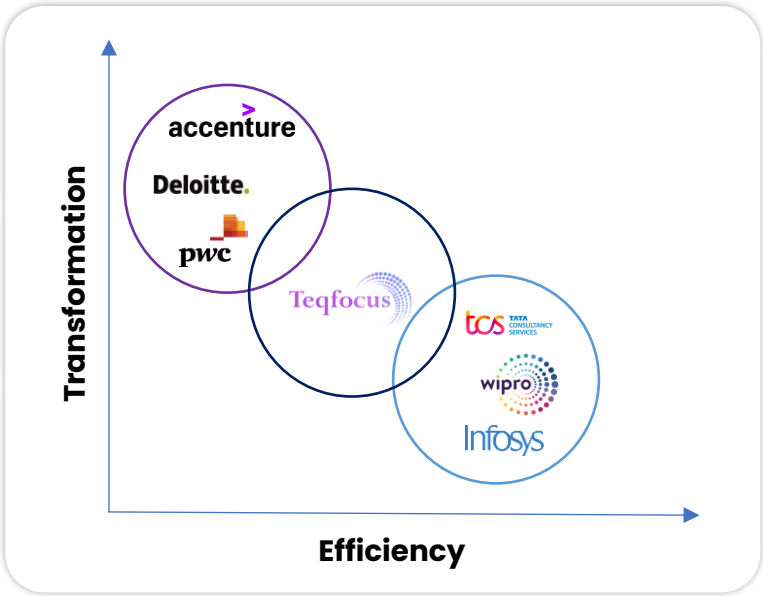 accenture
Deloitte.
pwc
Transformation
Teqfocus
tcs TATA
CONSULTANCY
SERVICES
wipro
Infosys
Efficiency